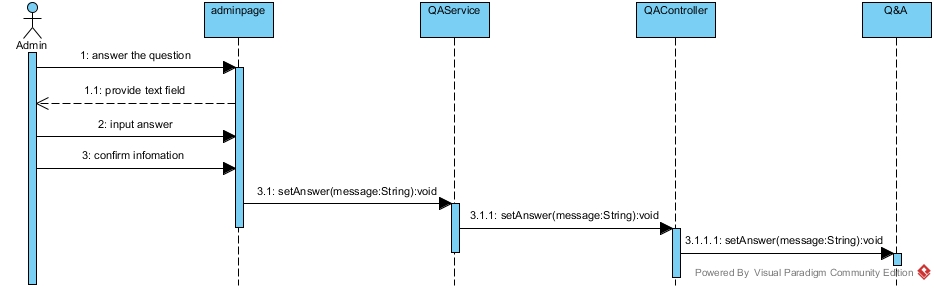 adminpage
QAService
QAController
Q&A
Admin
1: answer the question
1.1: provide text field
2: input answer
3: confirm infomation
3.1: setAnswer(message:String):void
3.1.1: setAnswer(message:String):void
3.1.1.1: setAnswer(message:String):void
Powered By Visual Paradigm Community Edition